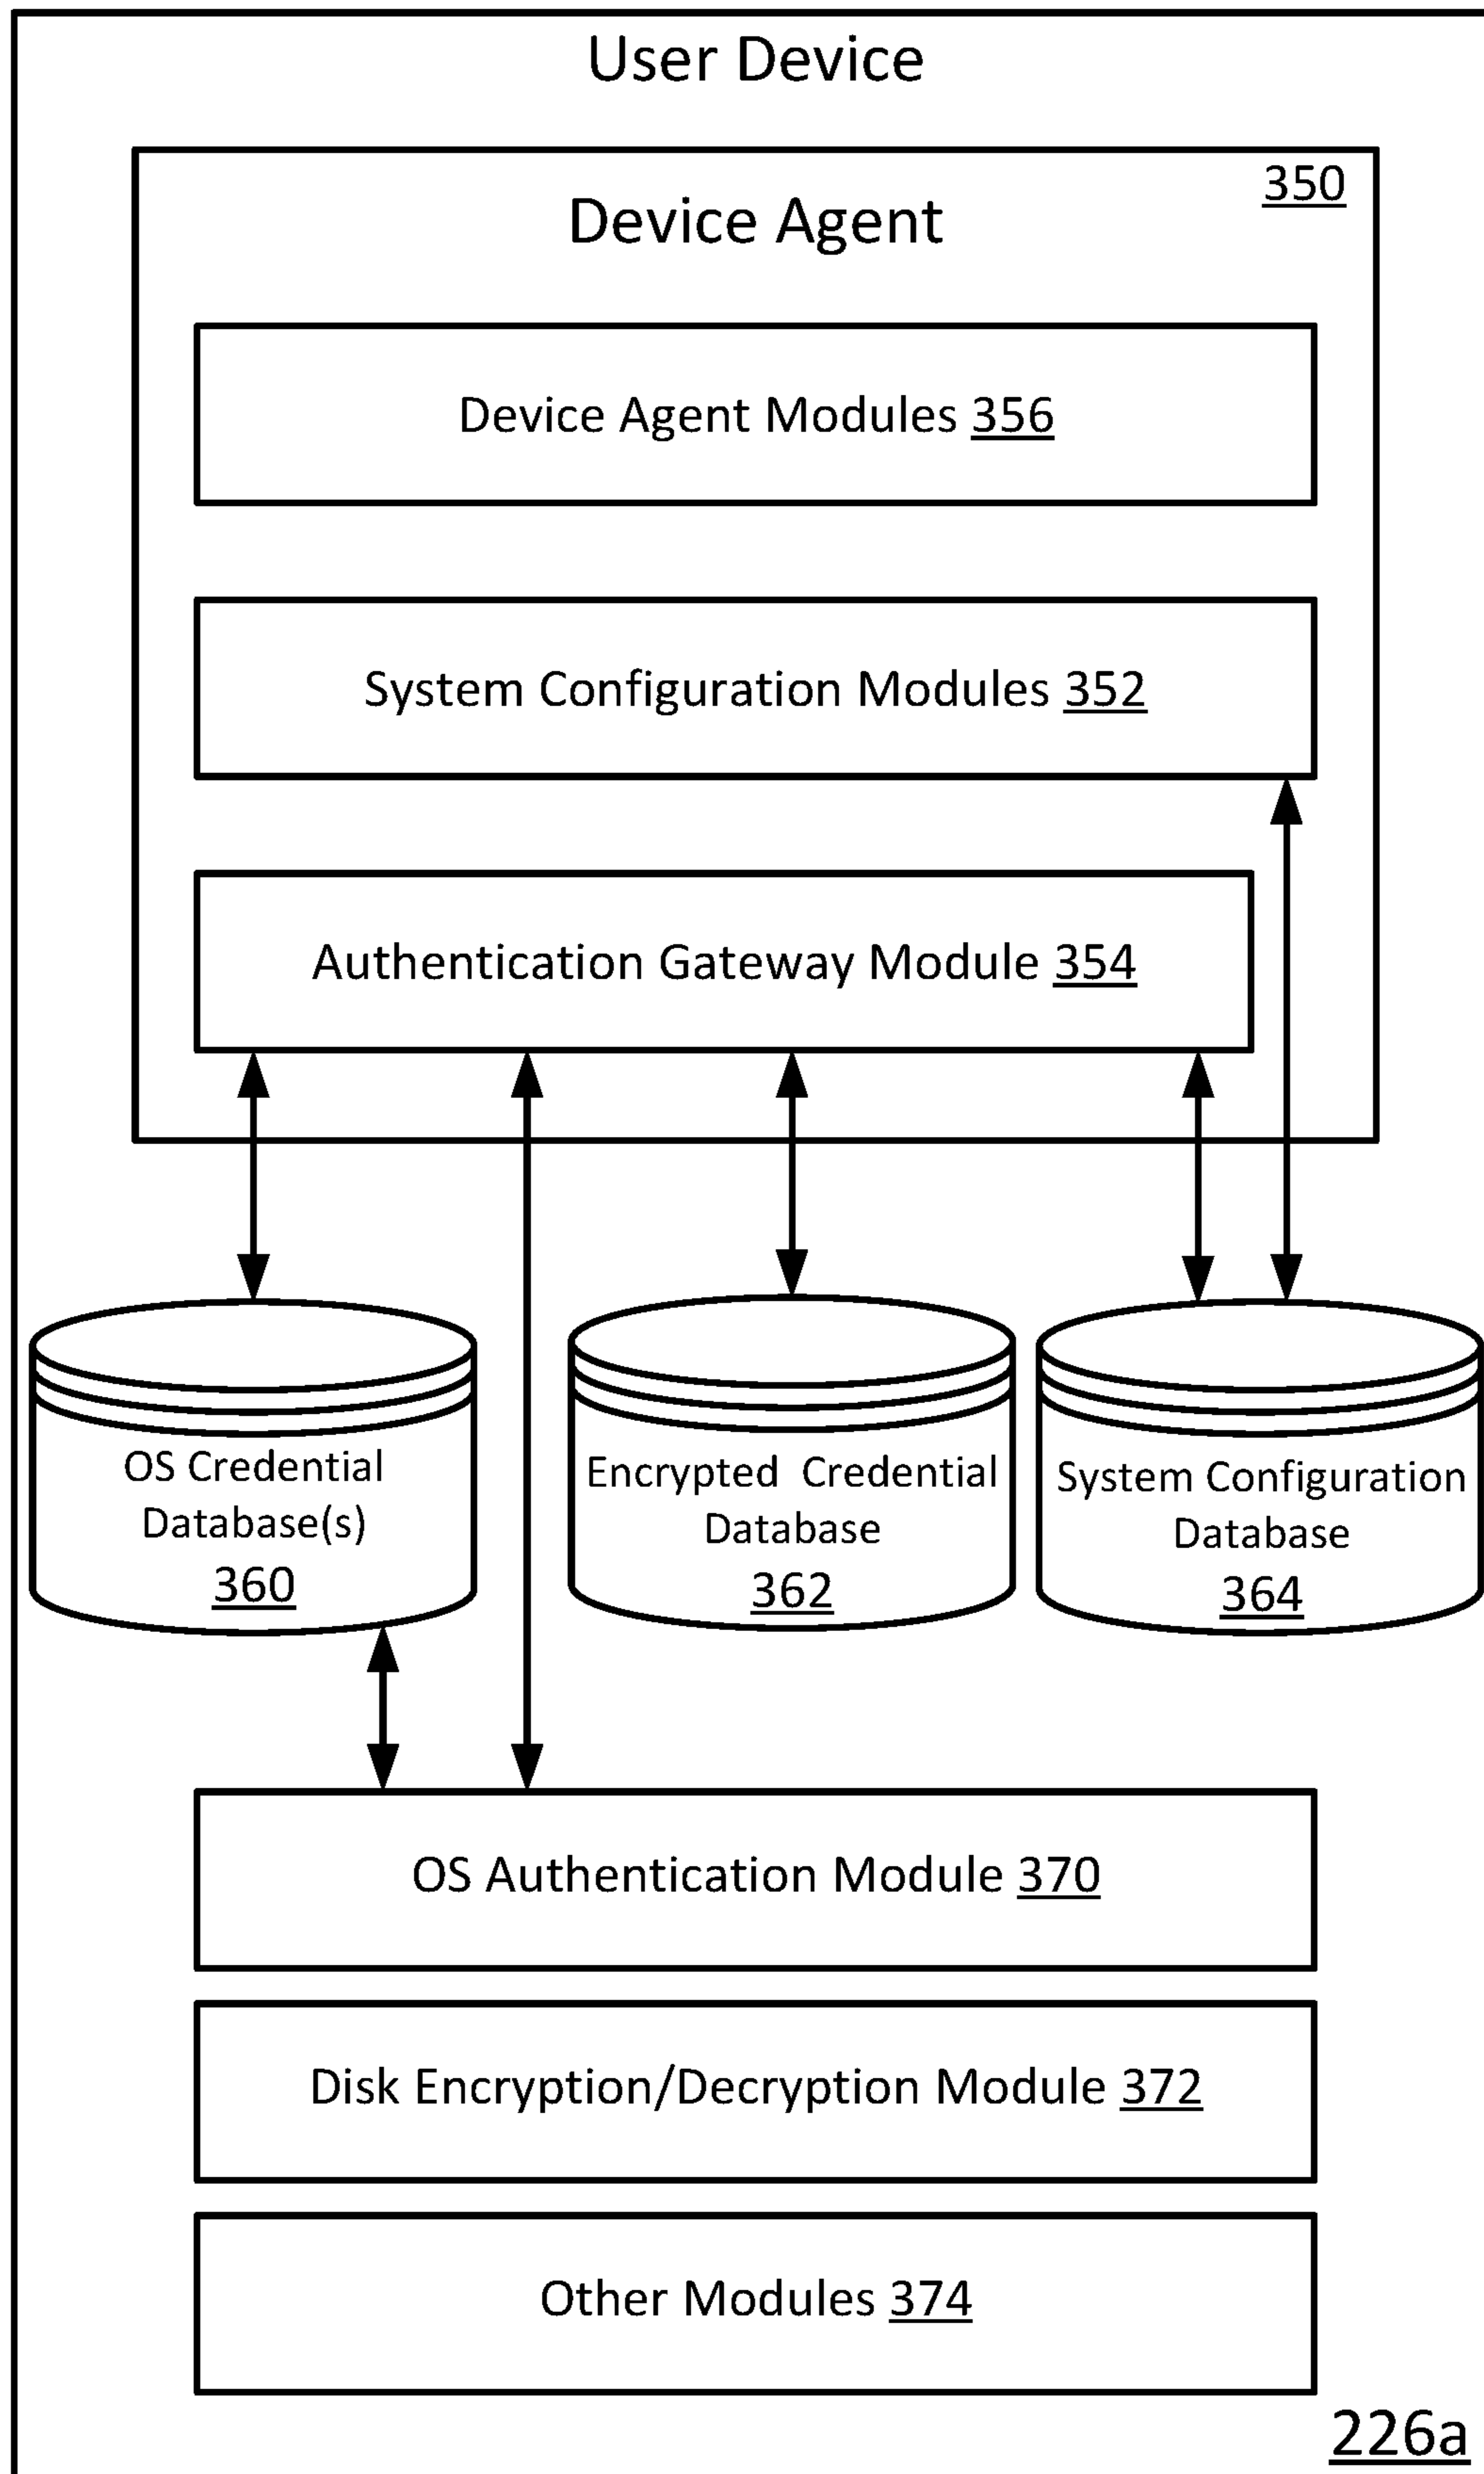 User Device
350
Device Agent
Device Agent Modules 356
System Configuration Modules 352
Authentication Gateway Module 354
OS Credential
Database(s)
360
Encrypted Credential
Database
362
System Configuration
Database
364
OS Authentication Module 370
Disk Encryption/Decryption Module 372
Other Modules 374
226a